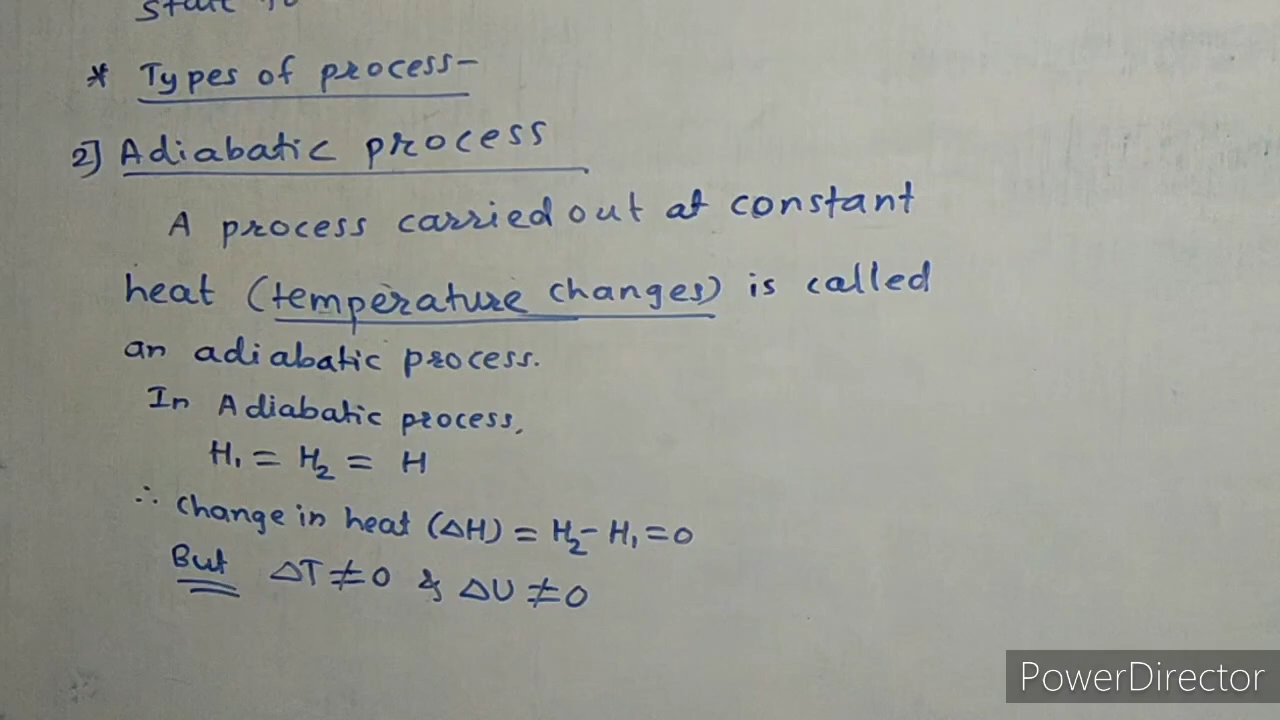 * Types of process-
2] Adiabatic process
A process carried out at constant
heat (temperature changes) is called
an adiabatic process.
In Adiabatic process,
H₁ = H₂ = H
∴ change in heat (ΔH) = H₂ - H₁ = 0
But ΔT ≠ 0 & ΔU ≠ 0
PowerDirector